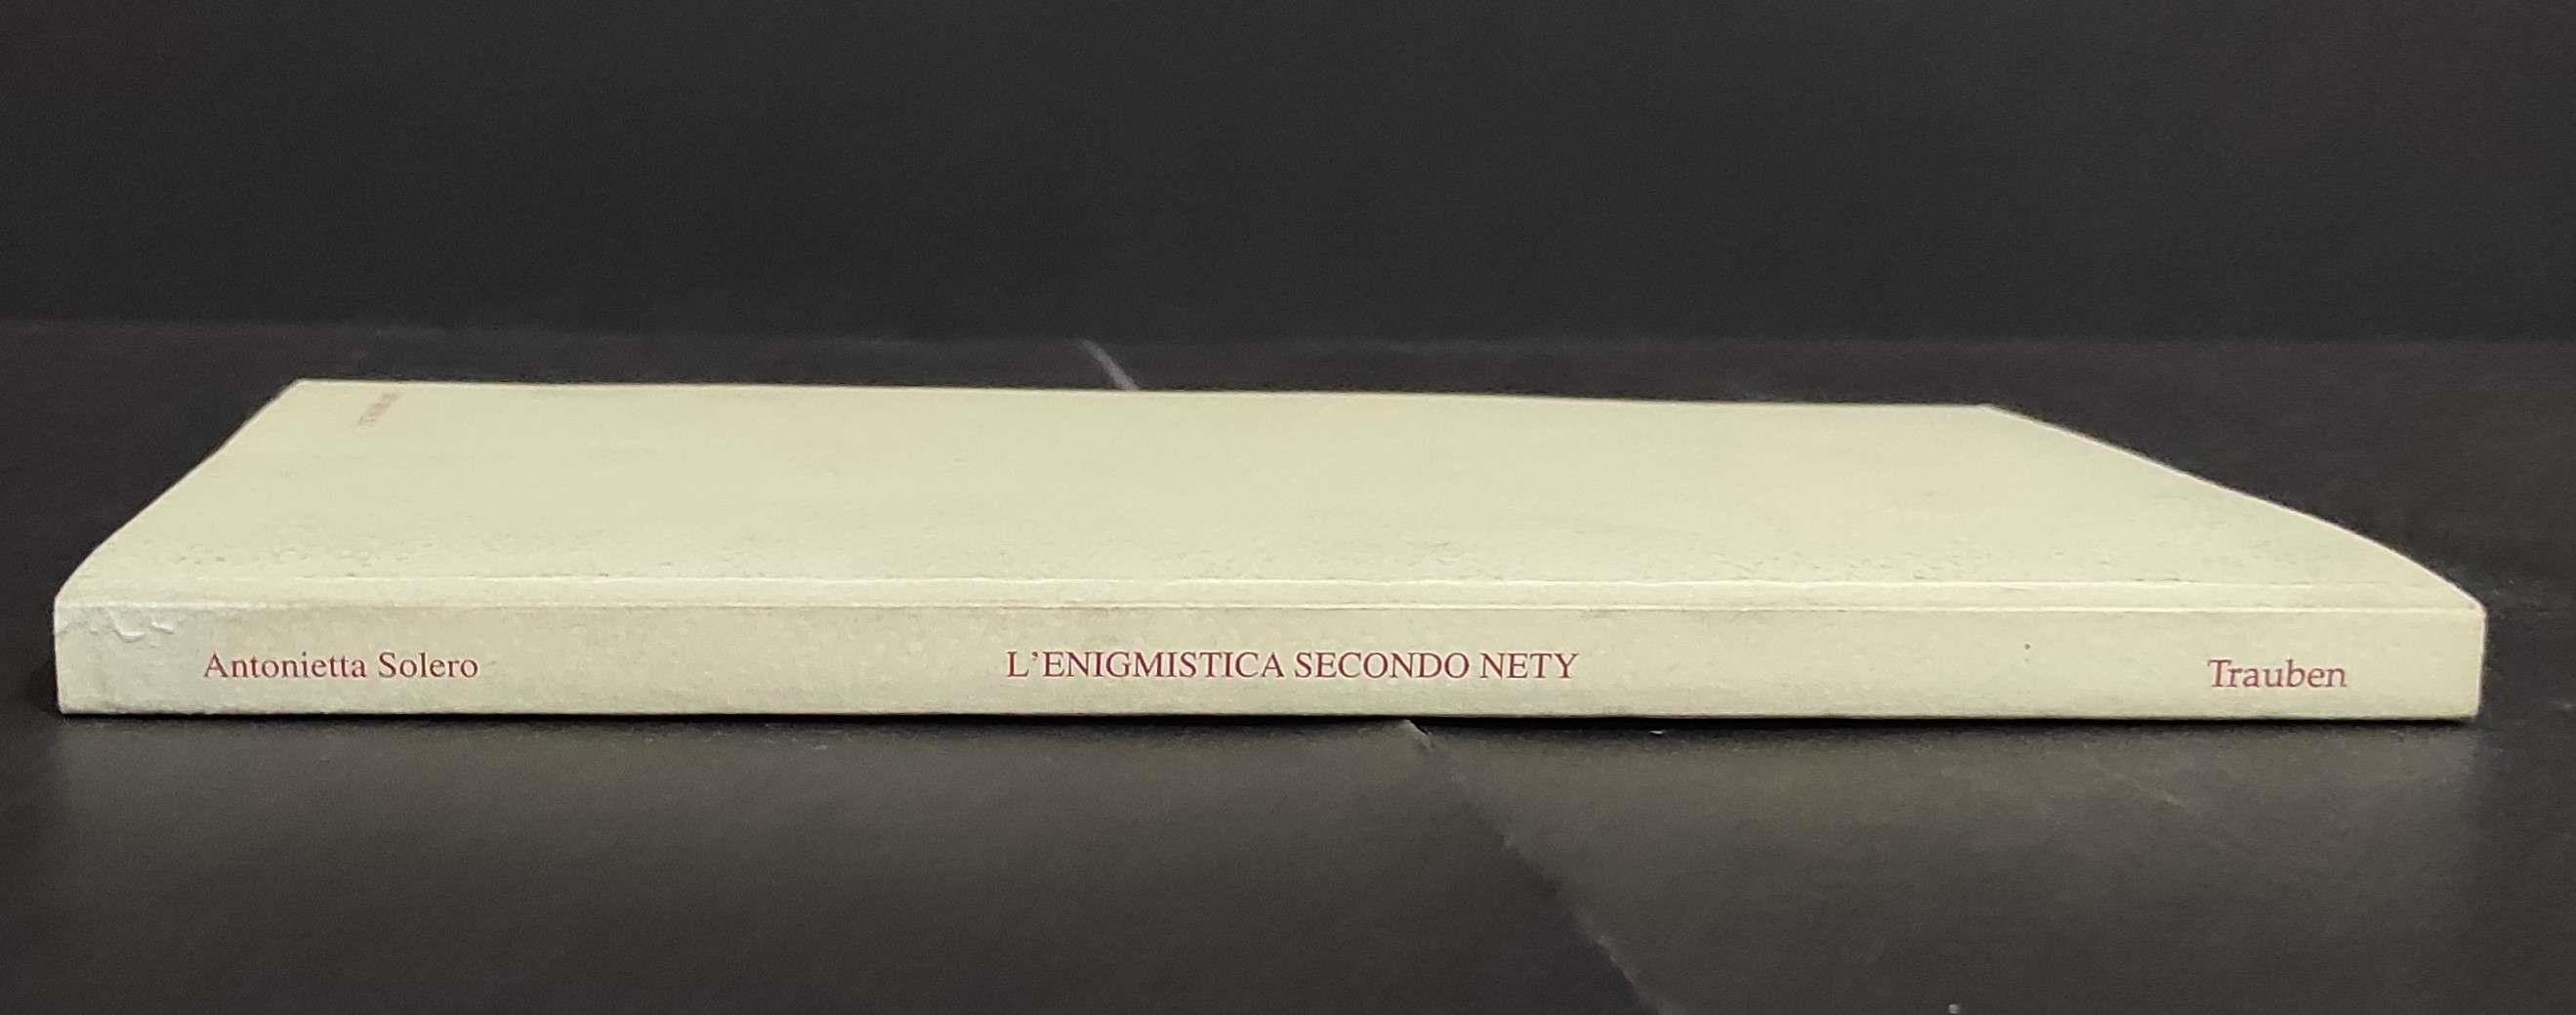 Antonietta Solero
L'ENIGMISTICA SECONDO NETY
Trauben